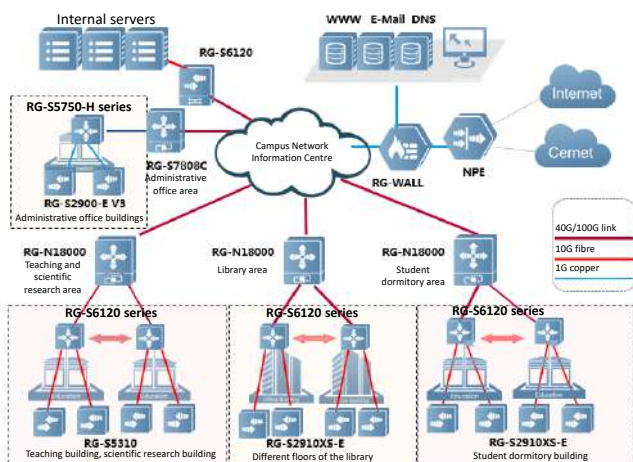 Internal servers
WWW E-Mail DNS
RG-S6120
RG-S5750-H series
Internet
Campus Network
Information Centre
RG-S7808C
Administrative
office area
RG-WALL
NPE
Cernet
RG-S2900-E V3
Administrative office buildings
40G/100G link
10G fibre
1G copper
RG-N18000
Teaching and
scientific
research area
RG-N18000
Library area
RG-N18000
Student
dormitory area
RG-S6120 series
RG-S6120 series
RG-S6120 series
Education
Education
Education
Education
RG-S5310
Teaching building, scientific research building
RG-S2910XS-E
Different floors of the library
RG-S2910XS-E
Student dormitory building